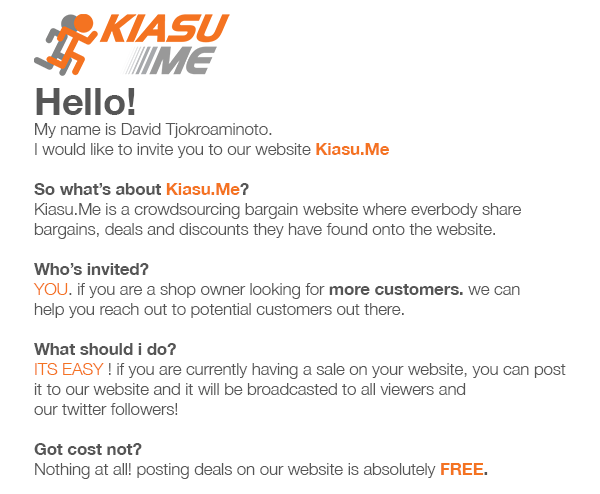 KIASU
ME
Hello!
My name is David Tjokroaminoto.
I would like to invite you to our website Kiasu.Me
So what's about Kiasu.Me?
Kiasu.Me is a crowdsourcing bargain website where everbody share
bargains, deals and discounts they have found onto the website.
Who's invited?
YOU. if you are a shop owner looking for more customers. we can
help you reach out to potential customers out there.
What should i do?
ITS EASY ! if you are currently having a sale on your website, you can post
it to our website and it will be broadcasted to all viewers and
our twitter followers!
Got cost not?
Nothing at all! posting deals on our website is absolutely FREE.